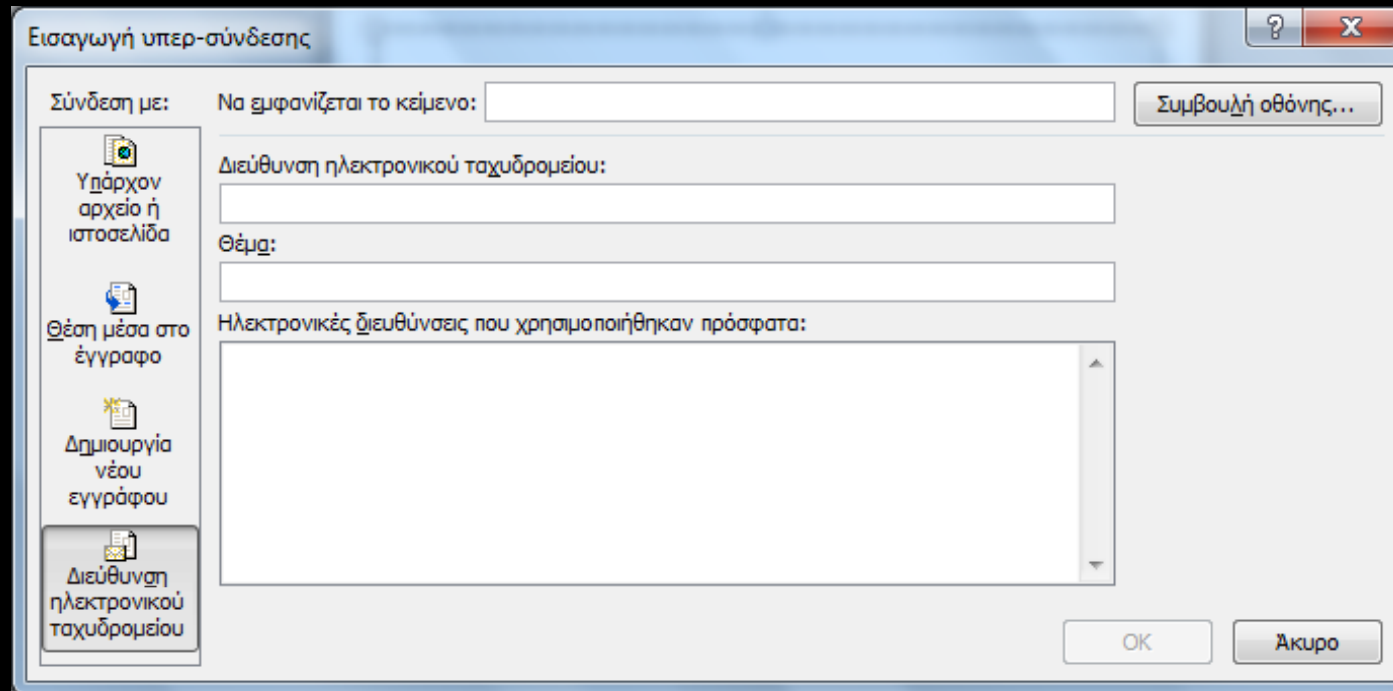 Εισαγωγή υπερ-σύνδεσης
Σύνδεση με:
Να εμφανίζεται το κείμενο:
Συμβουλή οθόνης...
Υπάρχον
αρχείο ή
ιστοσελίδα
Θέση μέσα στο
έγγραφο
Δημιουργία
νέου
εγγράφου
Διεύθυνση
ηλεκτρονικού
ταχυδρομείου
Διεύθυνση ηλεκτρονικού ταχυδρομείου:
Θέμα:
Ηλεκτρονικές διευθύνσεις που χρησιμοποιήθηκαν πρόσφατα:
OK
Άκυρο